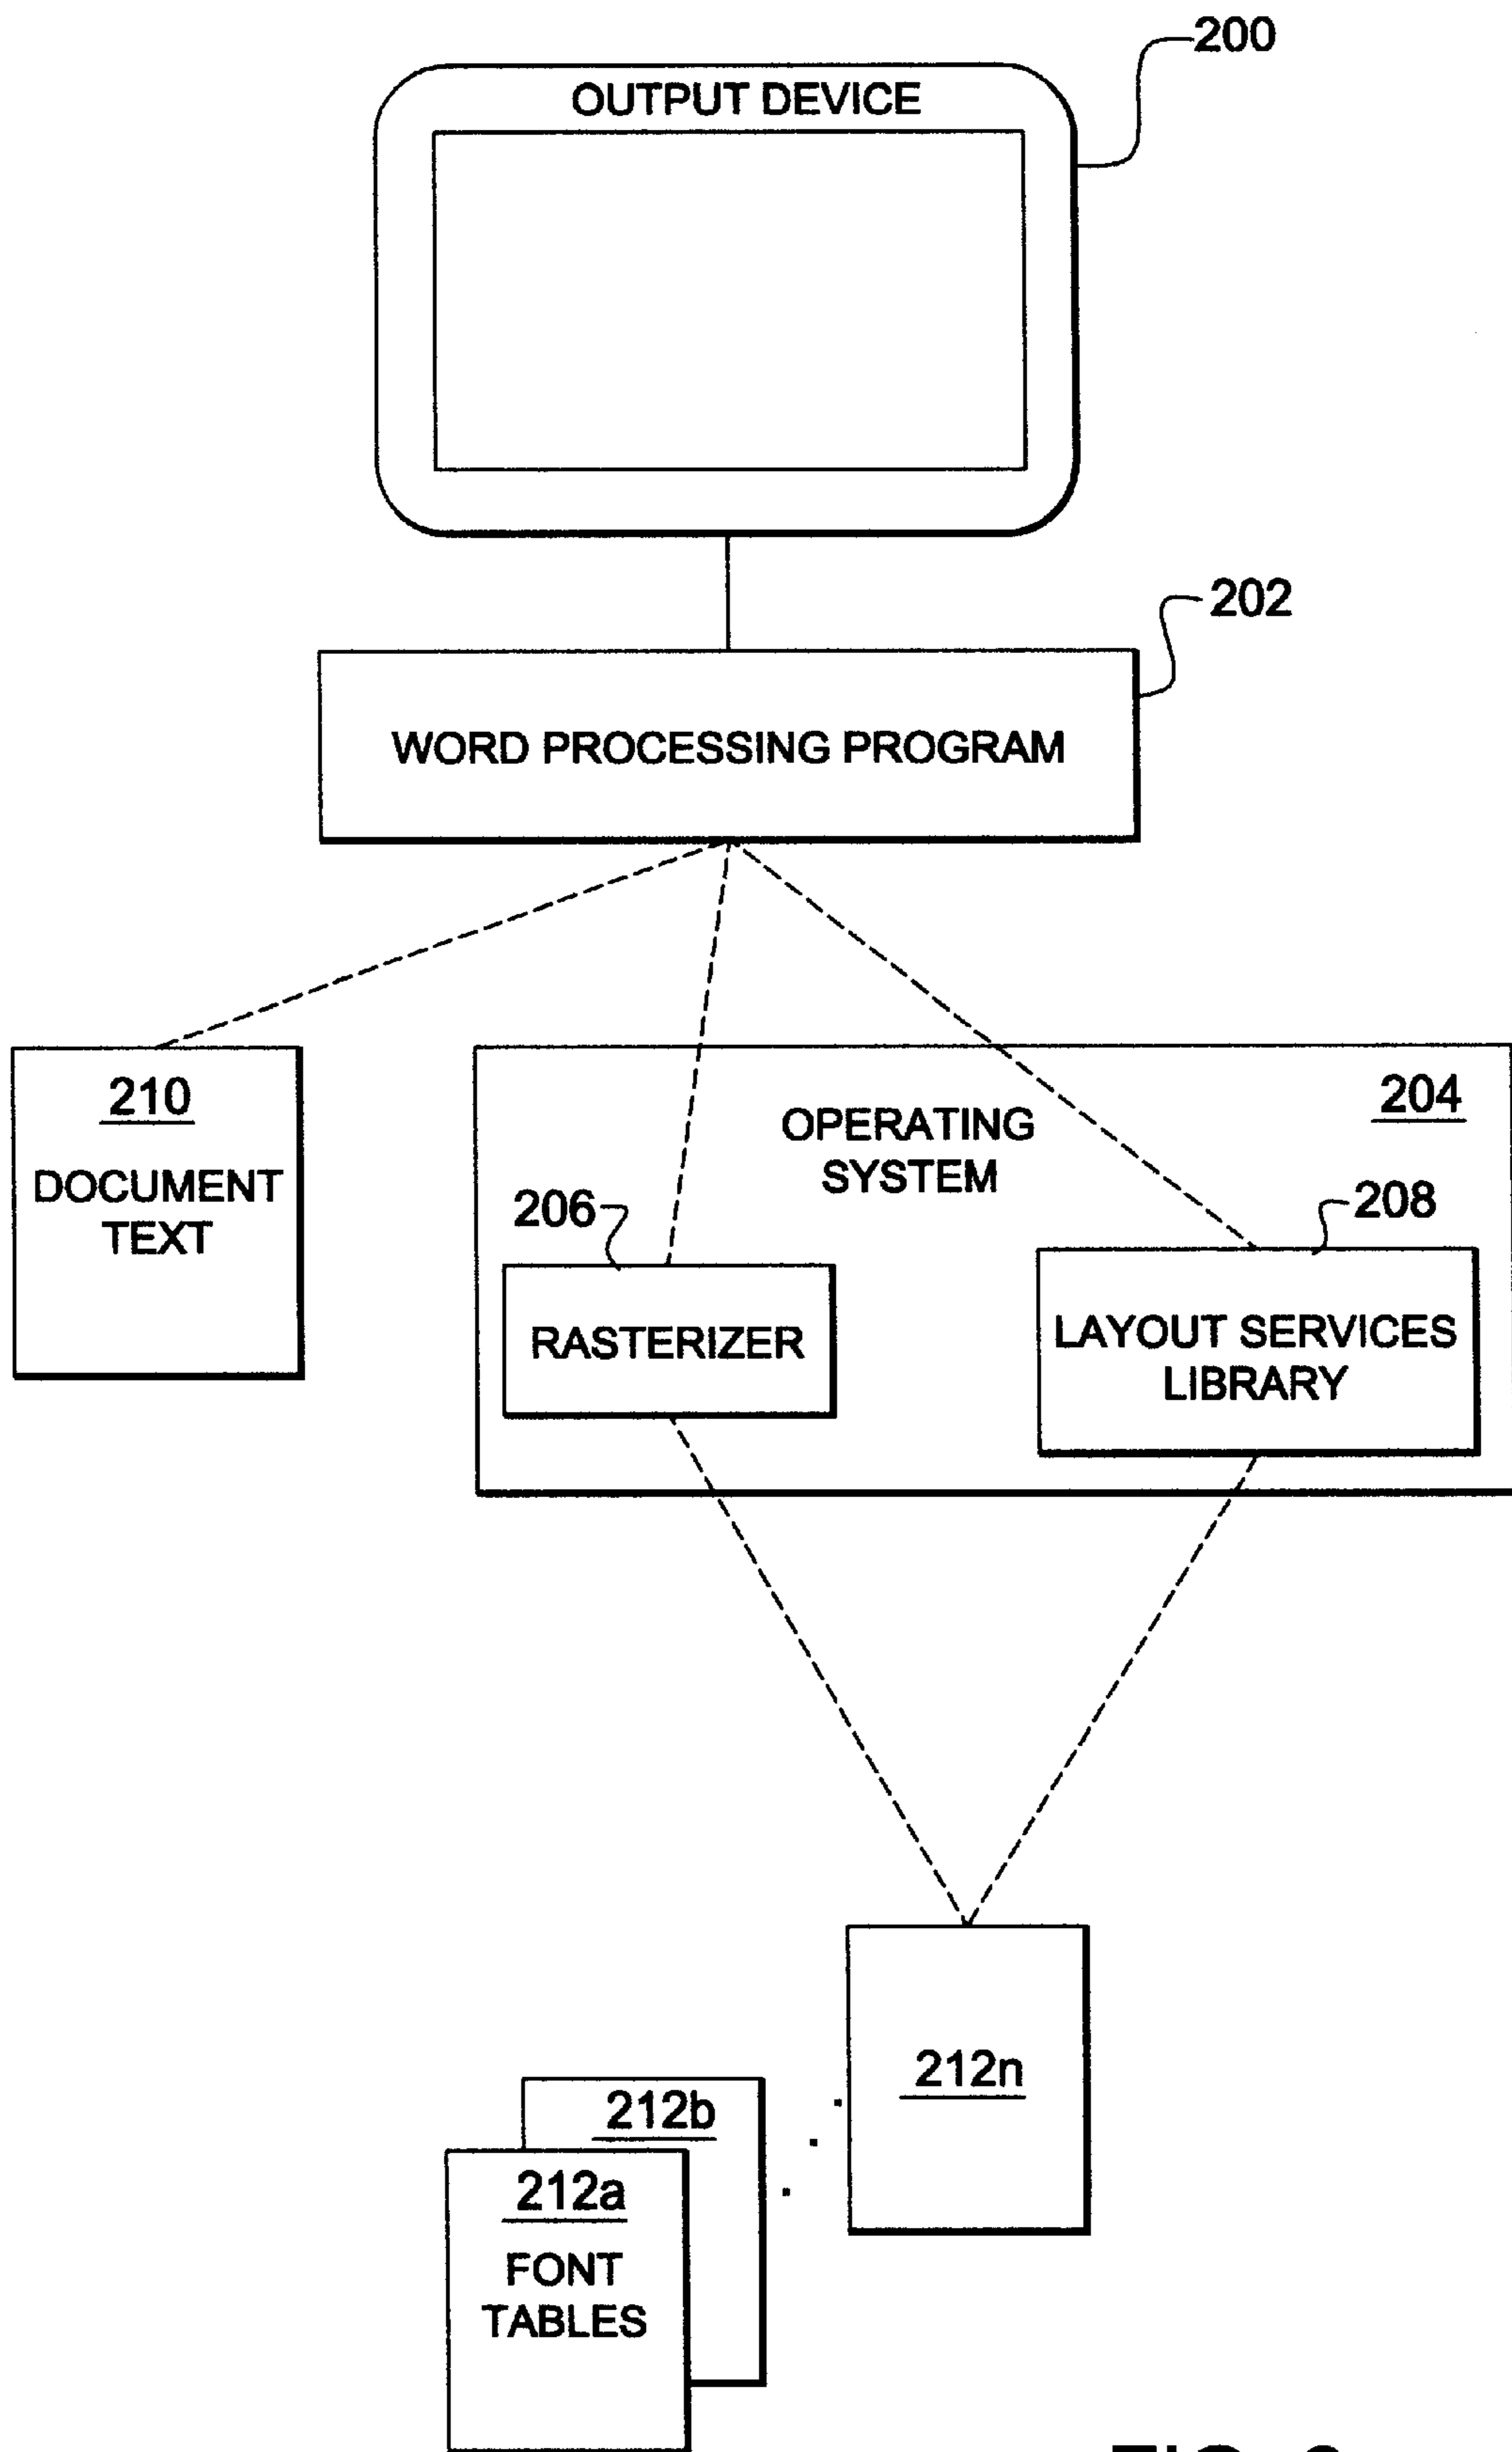 200
OUTPUT DEVICE
202
WORD PROCESSING PROGRAM
210
DOCUMENT
TEXT
204
OPERATING
SYSTEM
206
RASTERIZER
208
LAYOUT SERVICES
LIBRARY
212n
212b
212a
FONT
TABLES